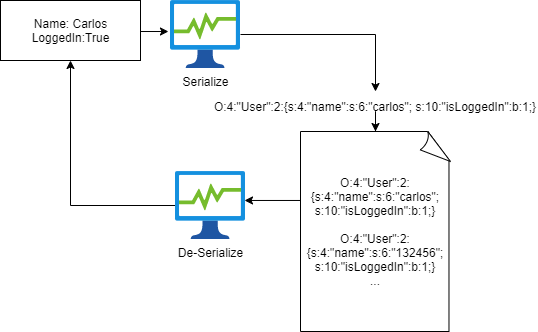 Name: Carlos
LoggedIn:True
Serialize
O:4:"User":2:{s:4:"name":s:6:"carlos"; s:10:"isLoggedIn":b:1;}
O:4:"User":2:
{s:4:"name":s:6:"carlos";
s:10:"isLoggedIn":b:1;}
O:4:"User":2:
{s:4:"name":s:6:"132456";
s:10:"isLoggedIn":b:1;}
...
De-Serialize